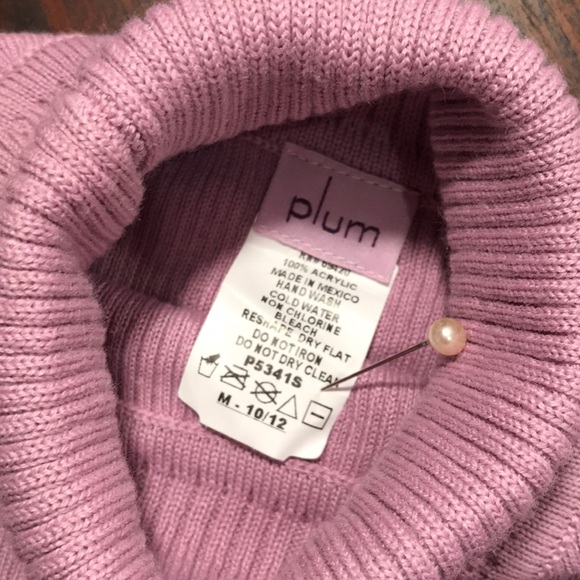 plum
100% ACRYLIC
MADE IN MEXICO
HAND WASH
COLD WATER
NON CHLORINE
BLEACH
RESHAPE DRY FLAT
DO NOT IRON
DO NOT DRY CLEAN
P5341S
M - 10/12